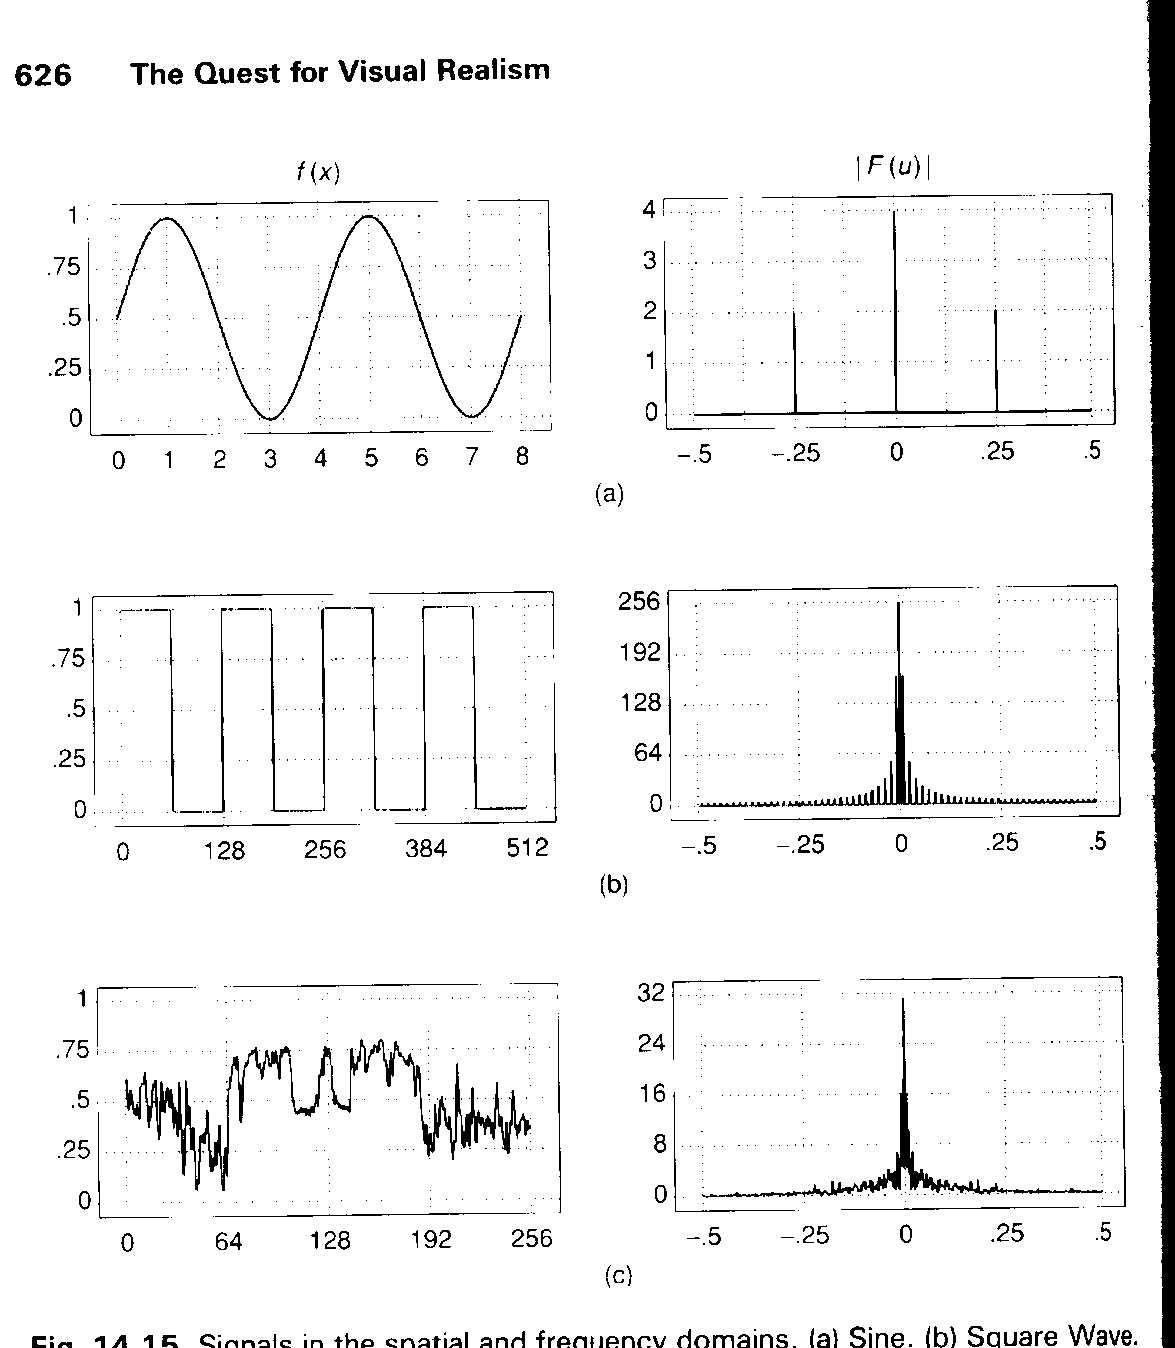 626 The Quest for Visual Realism
f(x)
|F(u)|
1
.75
.5
.25
0
0 1 2 3 4 5 6 7 8
4
3
2
1
0
-.5 -.25 0 .25 .5
(a)
1
.75
.5
.25
0
0 128 256 384 512
256
192
128
64
0
-.5 -.25 0 .25 .5
(b)
1
.75
.5
.25
0
0 64 128 192 256
32
24
16
8
0
-.5 -.25 0 .25 .5
(c)
Fig. 14.15 Signals in the spatial and frequency domains. (a) Sine. (b) Square Wave.